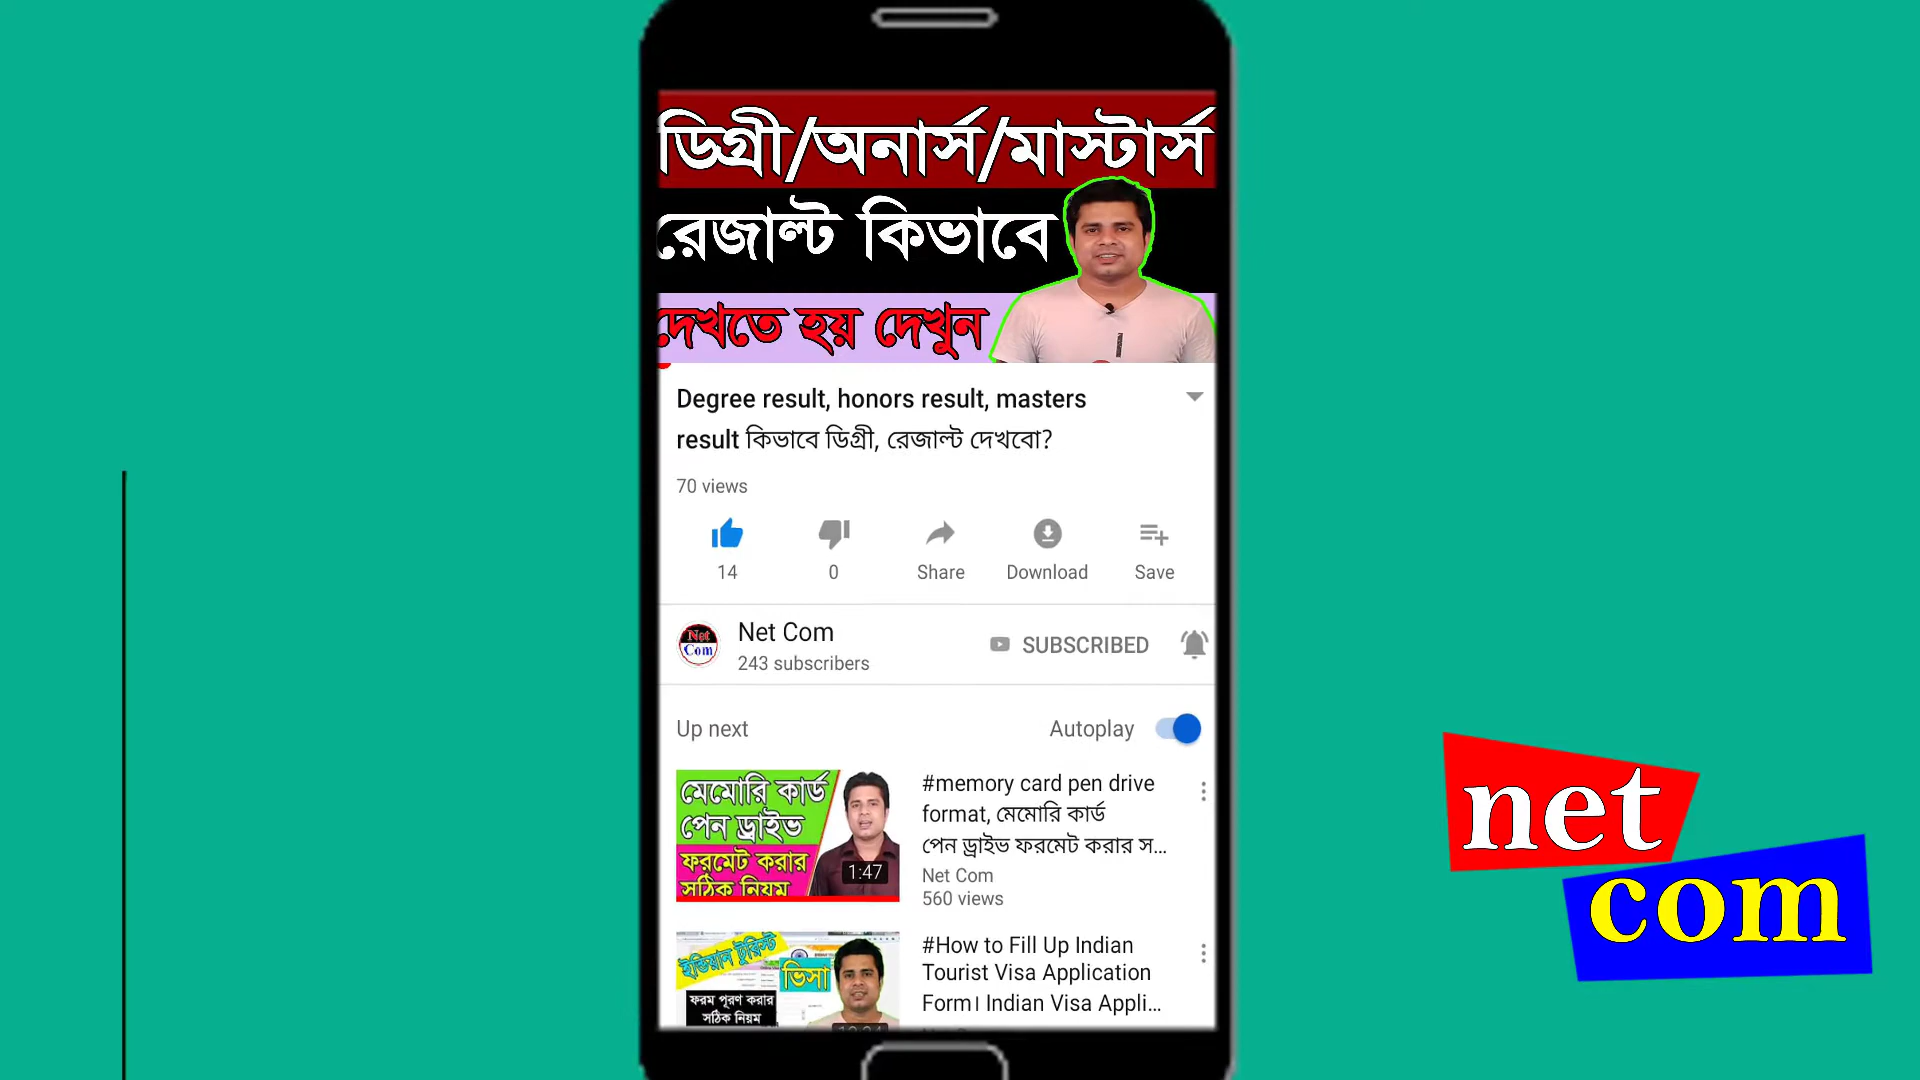 ডিগ্রী/অনার্স/মাস্টার্স
রেজাল্ট কিভাবে
দেখতে হয় দেখুন
Degree result, honors result, masters
result কিভাবে ডিগ্রী, রেজাল্ট দেখবো?
70 views
14
0
Share
Download
Save
Net Com
Net Com
243 subscribers
SUBSCRIBED
Up next
Autoplay
মেমোরি কার্ড
পেন ড্রাইভ
ফরমেট করার
সঠিক নিয়ম
1:47
#memory card pen drive
format, মেমোরি কার্ড
পেন ড্রাইভ ফরমেট করার স...
Net Com
560 views
ইন্ডিয়ান টুরিস্ট
ভিসা
ফরম পূরণ করার
সঠিক নিয়ম
#How to Fill Up Indian
Tourist Visa Application
Form। Indian Visa Appli...
net
com